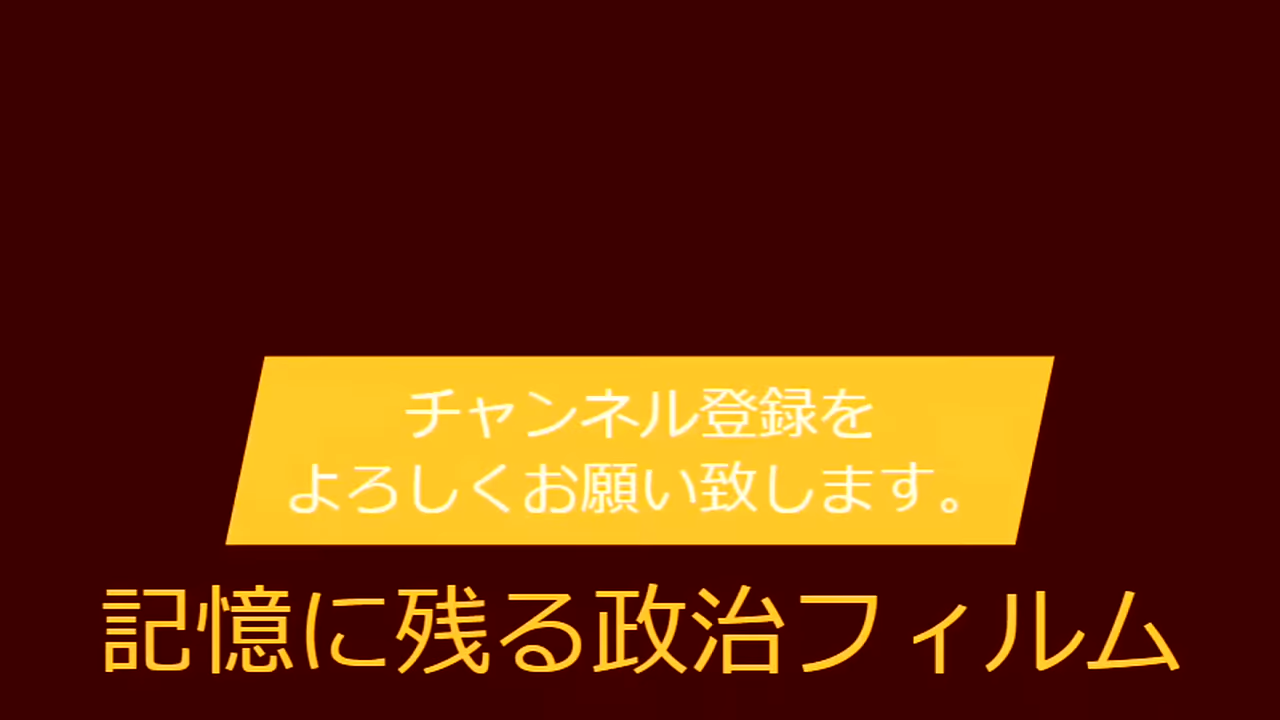 チャンネル登録を
よろしくお願い致します。
記憶に残る政治フィルム